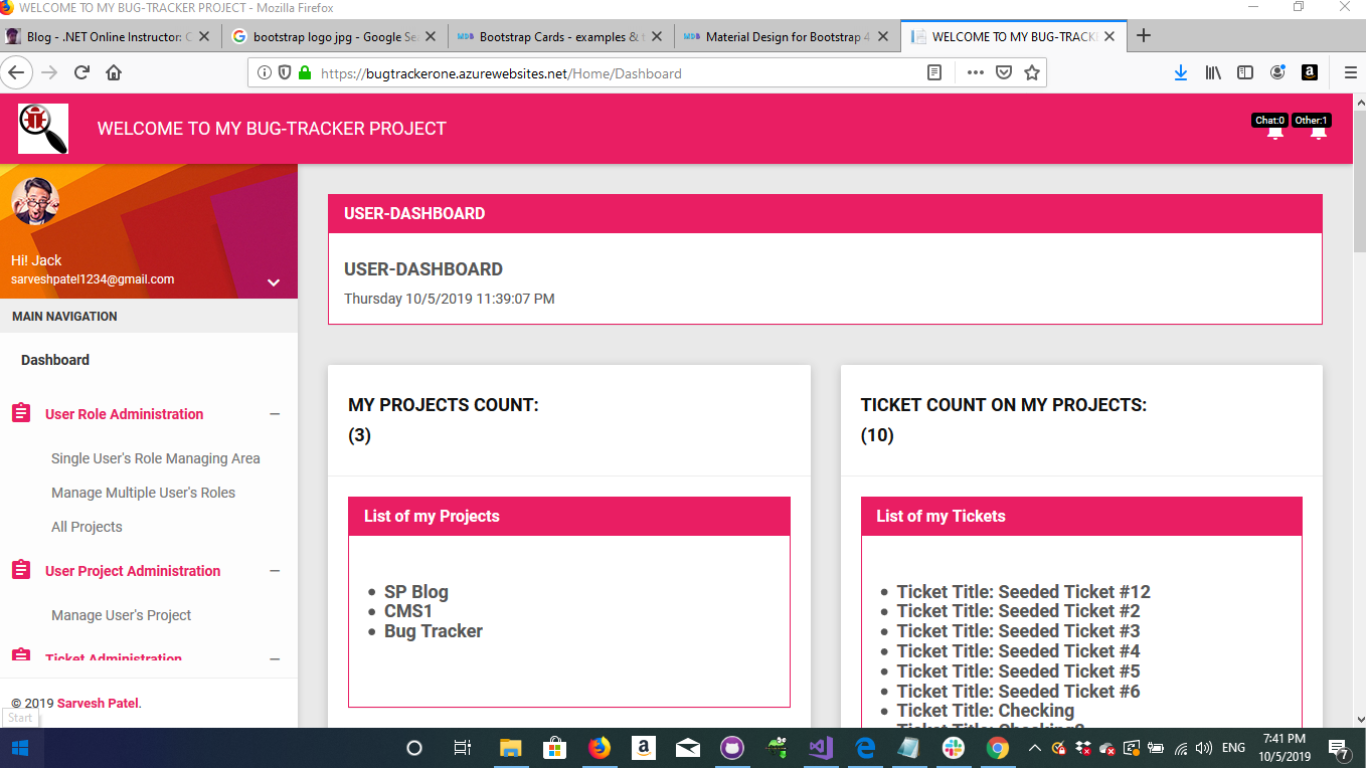 WELCOME TO MY BUG-TRACKER PROJECT - Mozilla Firefox
Blog - .NET Online Instructor:
bootstrap logo jpg - Google Se
Bootstrap Cards - examples &
Material Design for Bootstrap 4
WELCOME TO MY BUG-TRACK
https://bugtrackerone.azurewebsites.net/Home/Dashboard
WELCOME TO MY BUG-TRACKER PROJECT
Chat:0
Other:1
Hi! Jack
sarveshpatel1234@gmail.com
MAIN NAVIGATION
Dashboard
User Role Administration
Single User's Role Managing Area
Manage Multiple User's Roles
All Projects
User Project Administration
Manage User's Project
Ticket Administration
© 2019 Sarvesh Patel.
Start
USER-DASHBOARD
USER-DASHBOARD
Thursday 10/5/2019 11:39:07 PM
MY PROJECTS COUNT:
(3)
List of my Projects
SP Blog
CMS1
Bug Tracker
TICKET COUNT ON MY PROJECTS:
(10)
List of my Tickets
Ticket Title: Seeded Ticket #12
Ticket Title: Seeded Ticket #2
Ticket Title: Seeded Ticket #3
Ticket Title: Seeded Ticket #4
Ticket Title: Seeded Ticket #5
Ticket Title: Seeded Ticket #6
Ticket Title: Checking
Ticket Title: Checking2
ENG
7:41 PM
10/5/2019
7